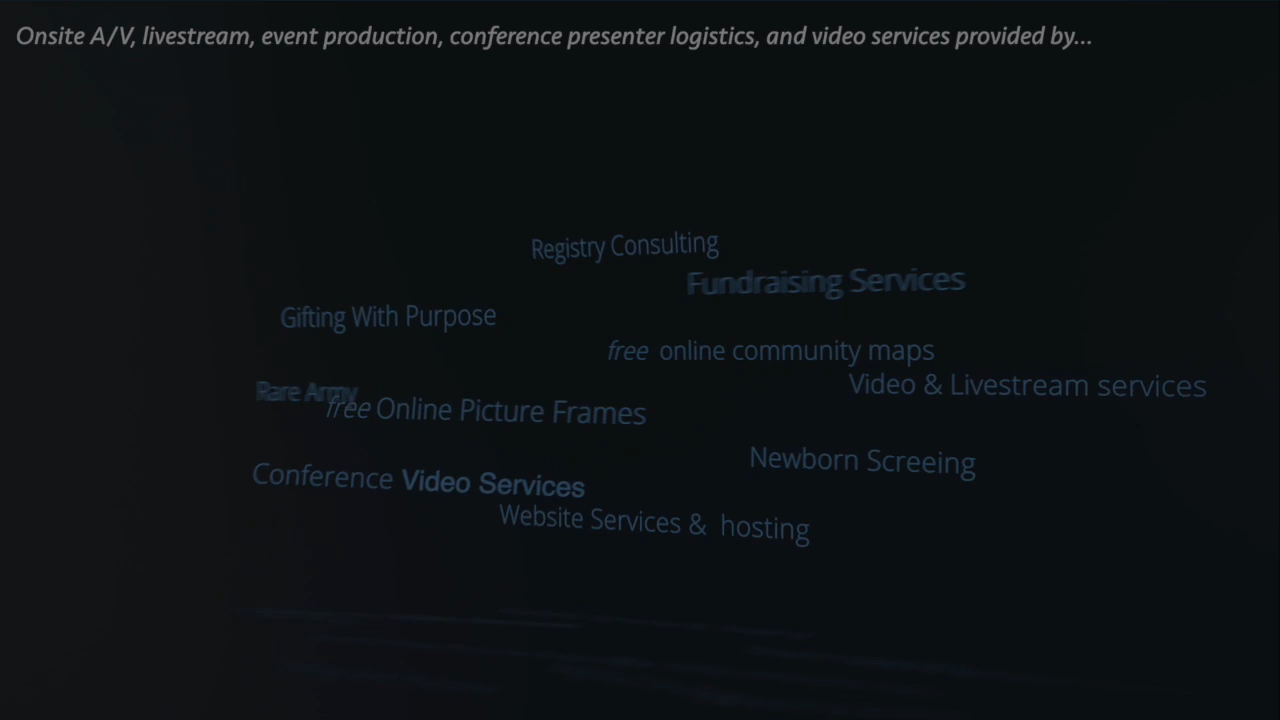 Onsite A/V, livestream, event production, conference presenter logistics, and video services provided by...
Registry Consulting
Fundraising Services
Gifting With Purpose
free online community maps
Video & Livestream services
Rare Army
free Online Picture Frames
Newborn Screeing
Conference Video Services
Website Services & hosting